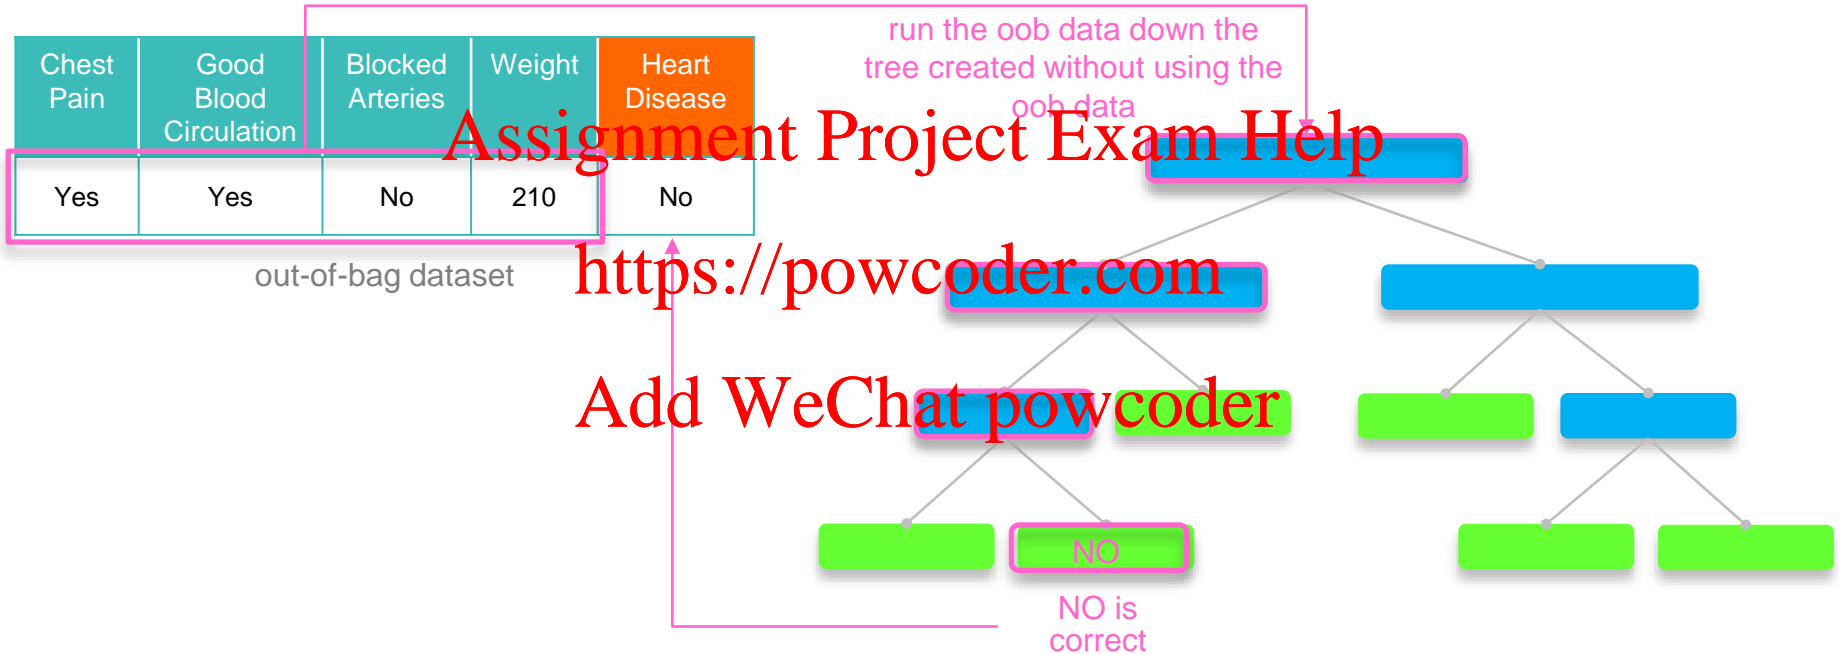 run the oob data down the
tree created without using the
oob data
Chest Pain
Good Blood Circulation
Blocked Arteries
Weight
Heart Disease
Yes
Yes
No
210
No
out-of-bag dataset
Assignment Project Exam Help
https://powcoder.com
Add WeChat powcoder
NO
NO is
correct